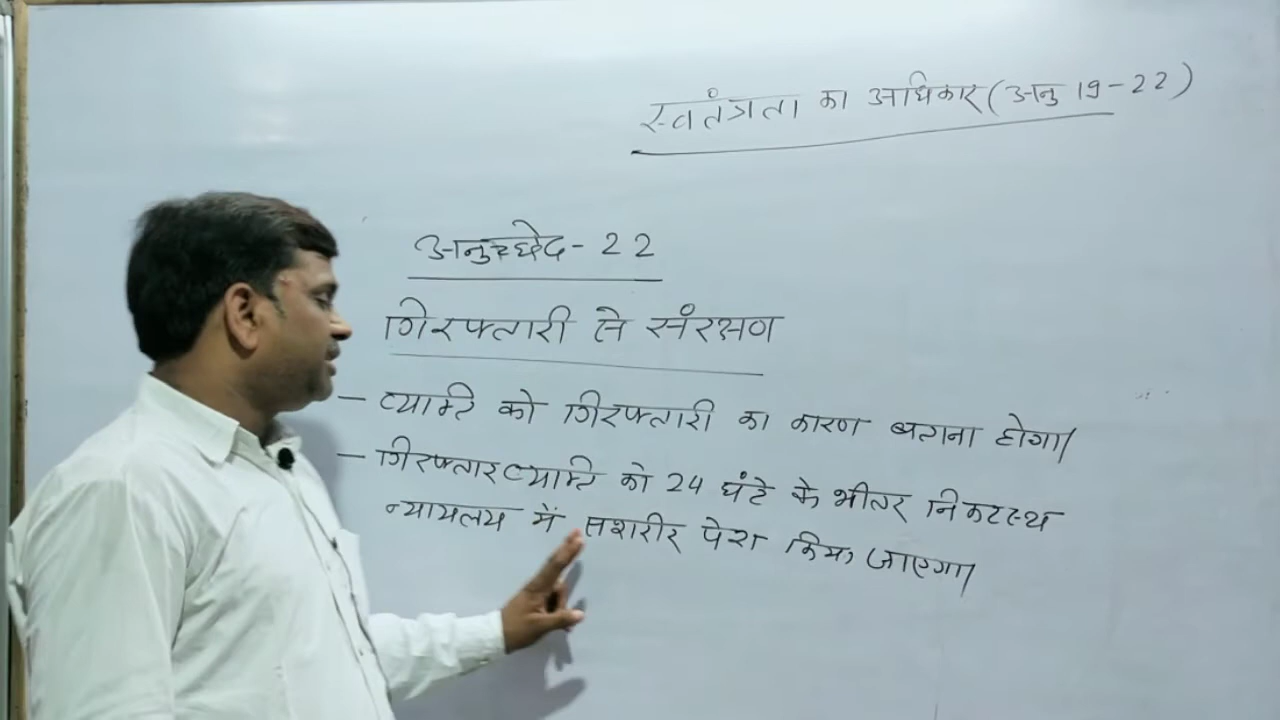 स्वतंत्रता का अधिकार (अनु 19-22)
अनुच्छेद - 22
गिरफ्तारी से संरक्षण
— व्यक्ति को गिरफ्तारी का कारण बताना होगा।
— गिरफ्तार व्यक्ति को 24 घंटे के भीतर निकटस्थ
न्यायलय में सशरीर पेश किया जाएगा।